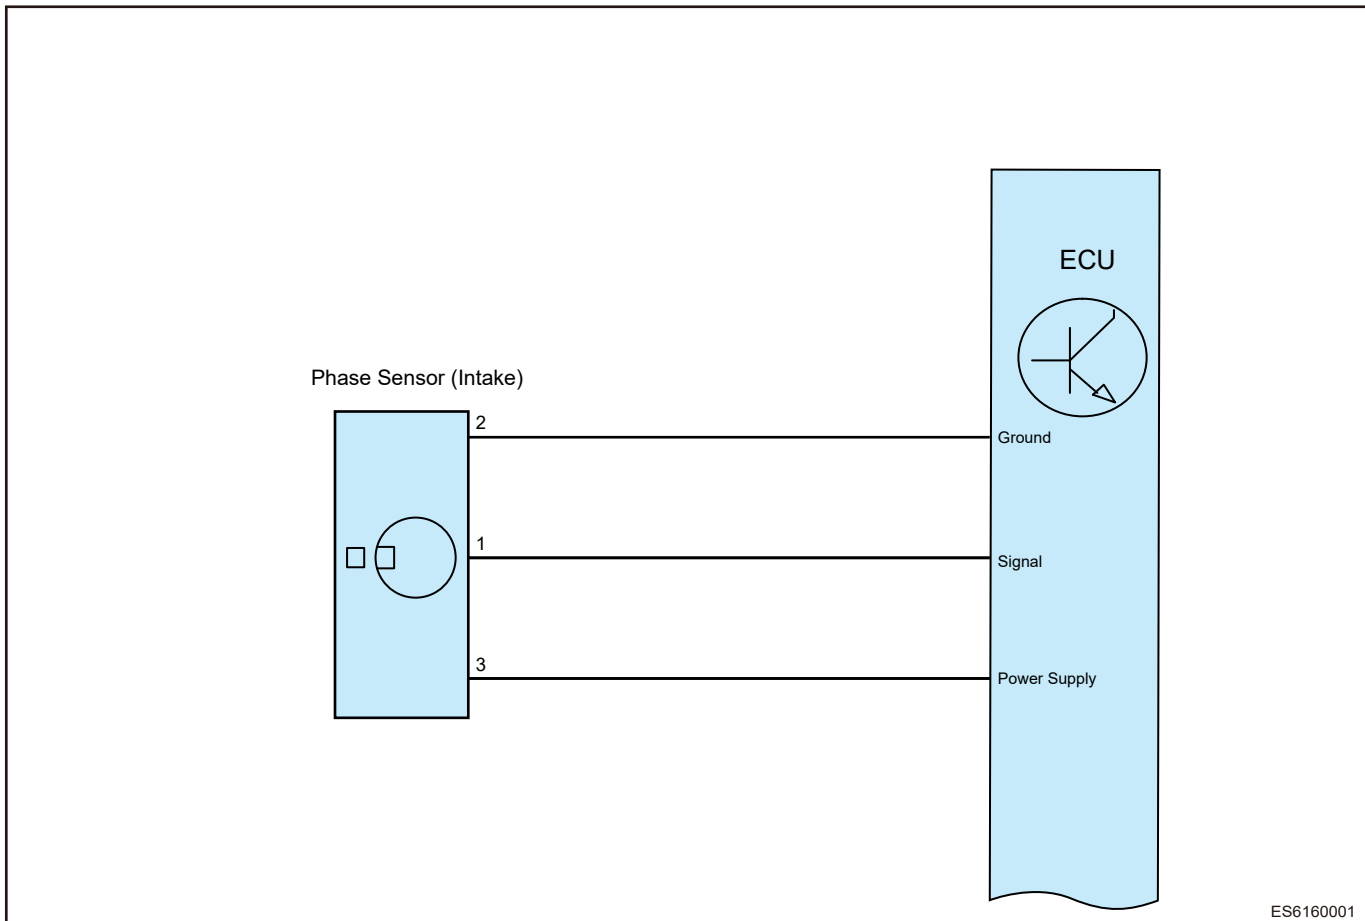 ECU
Phase Sensor (Intake)
2
Ground
1
Signal
3
Power Supply
ES6160001